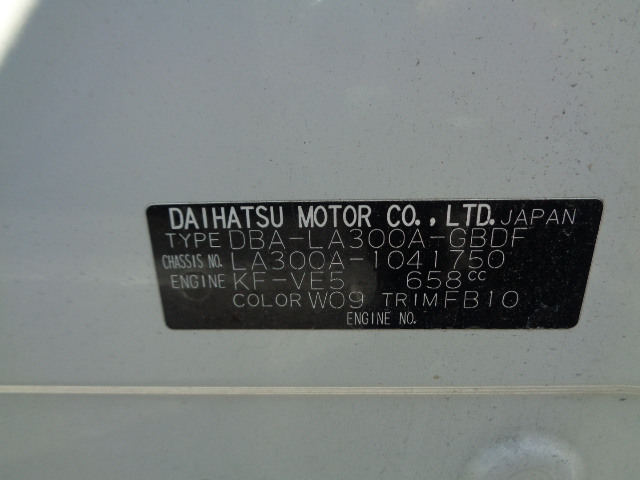 DAIHATSU MOTOR CO., LTD. JAPAN
TYPE DBA-LA300A-GBDF
CHASSIS NO. LA300A-1041750
ENGINE KF-VE5 658cc
COLOR W09 TRIM FB10
ENGINE NO.